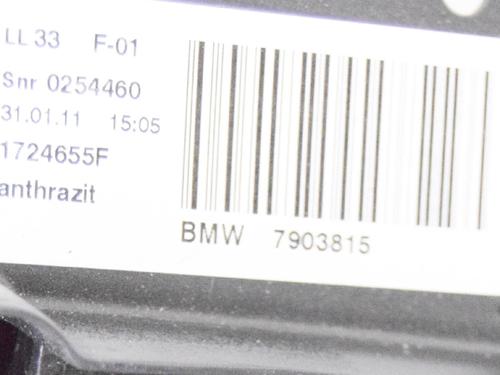 LL 33 F-01
Snr 0254460
31.01.11 15:05
1724655F
anthrazit
BMW 7903815